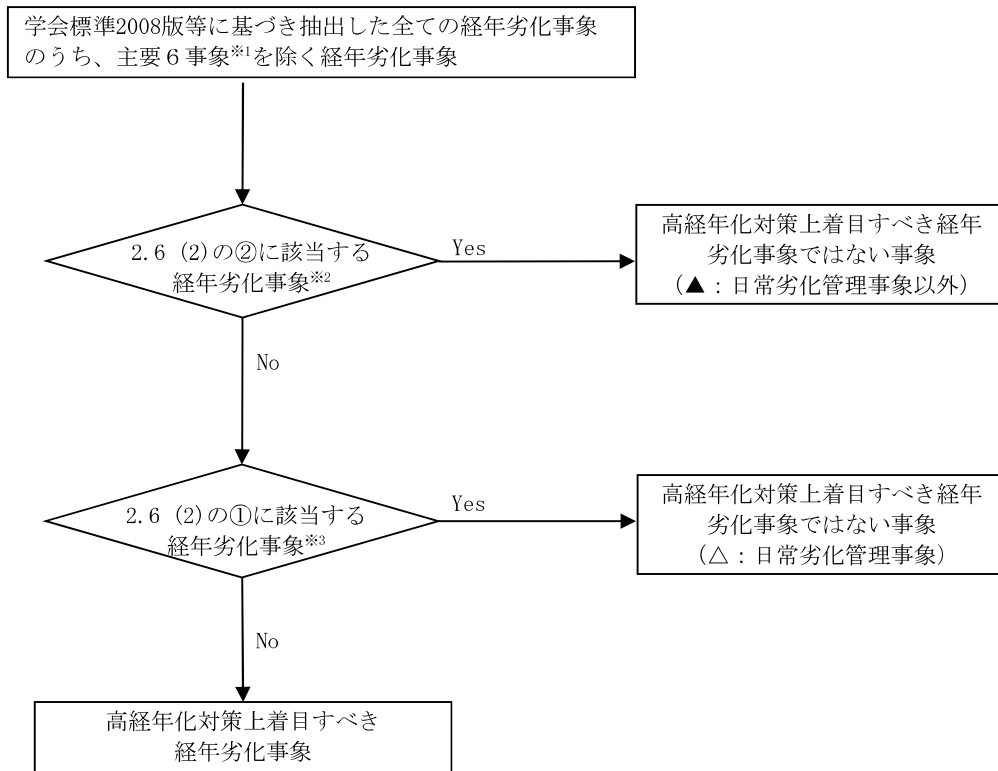 学会標準2008版等に基づき抽出した全ての経年劣化事象
のうち、主要６事象※1を除く経年劣化事象
2.6 (2)の②に該当する
経年劣化事象※2
Yes
高経年化対策上着目すべき経年
劣化事象ではない事象
（▲：日常劣化管理事象以外）
No
2.6 (2)の①に該当する
経年劣化事象※3
Yes
高経年化対策上着目すべき経年
劣化事象ではない事象
（△：日常劣化管理事象）
No
高経年化対策上着目すべき
経年劣化事象